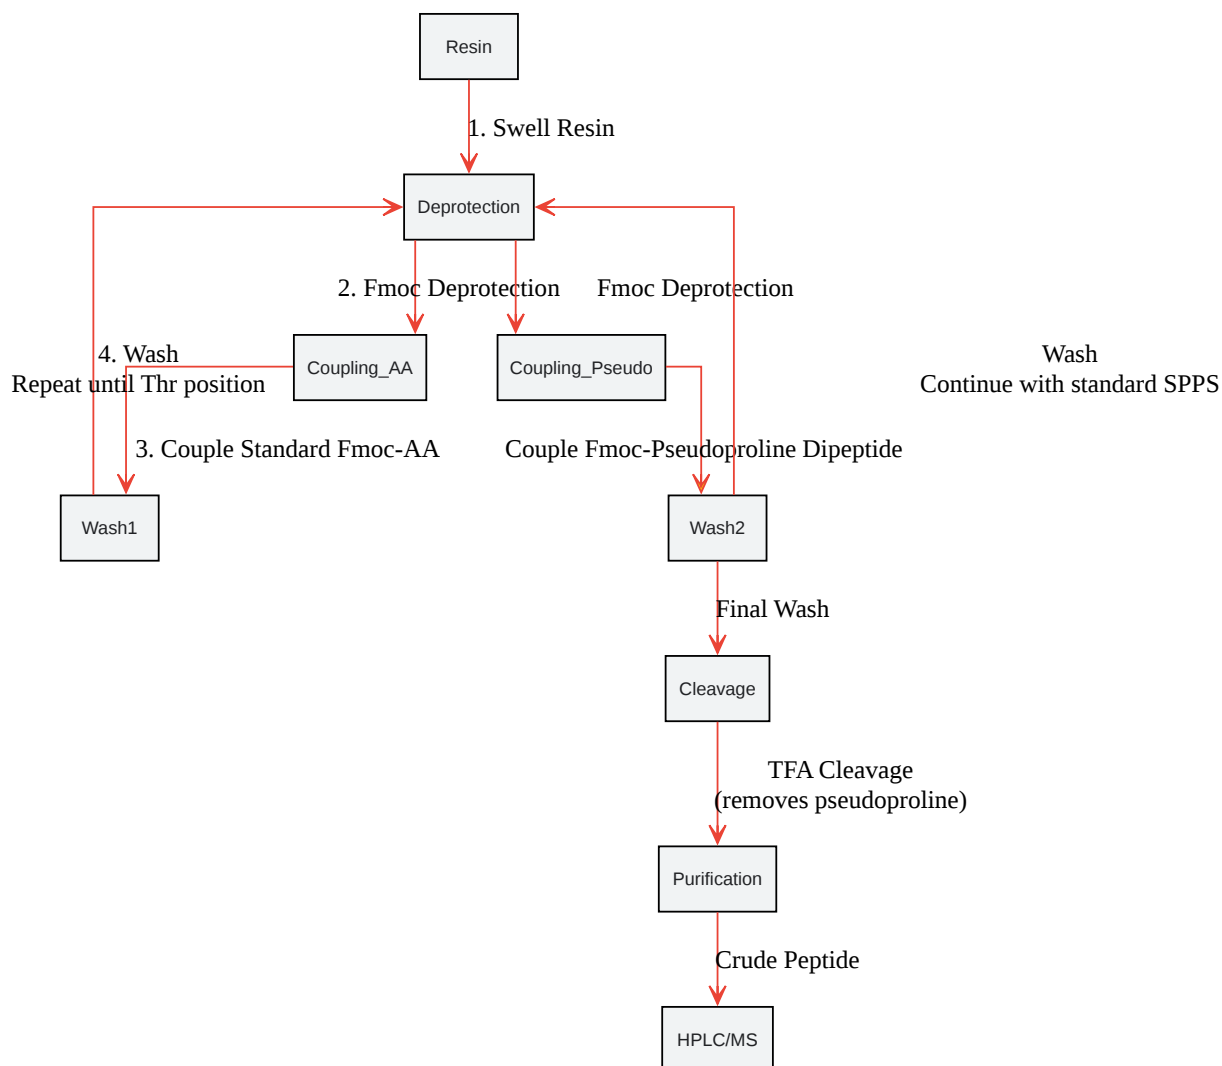 Resin
1. Swell Resin
Deprotection
2. Fmoc Deprotection
Fmoc Deprotection
4. Wash
Repeat until Thr position
Coupling_AA
Coupling_Pseudo
Wash
Continue with standard SPPS
3. Couple Standard Fmoc-AA
Couple Fmoc-Pseudoproline Dipeptide
Wash1
Wash2
Final Wash
Cleavage
TFA Cleavage
(removes pseudoproline)
Purification
Crude Peptide
HPLC/MS